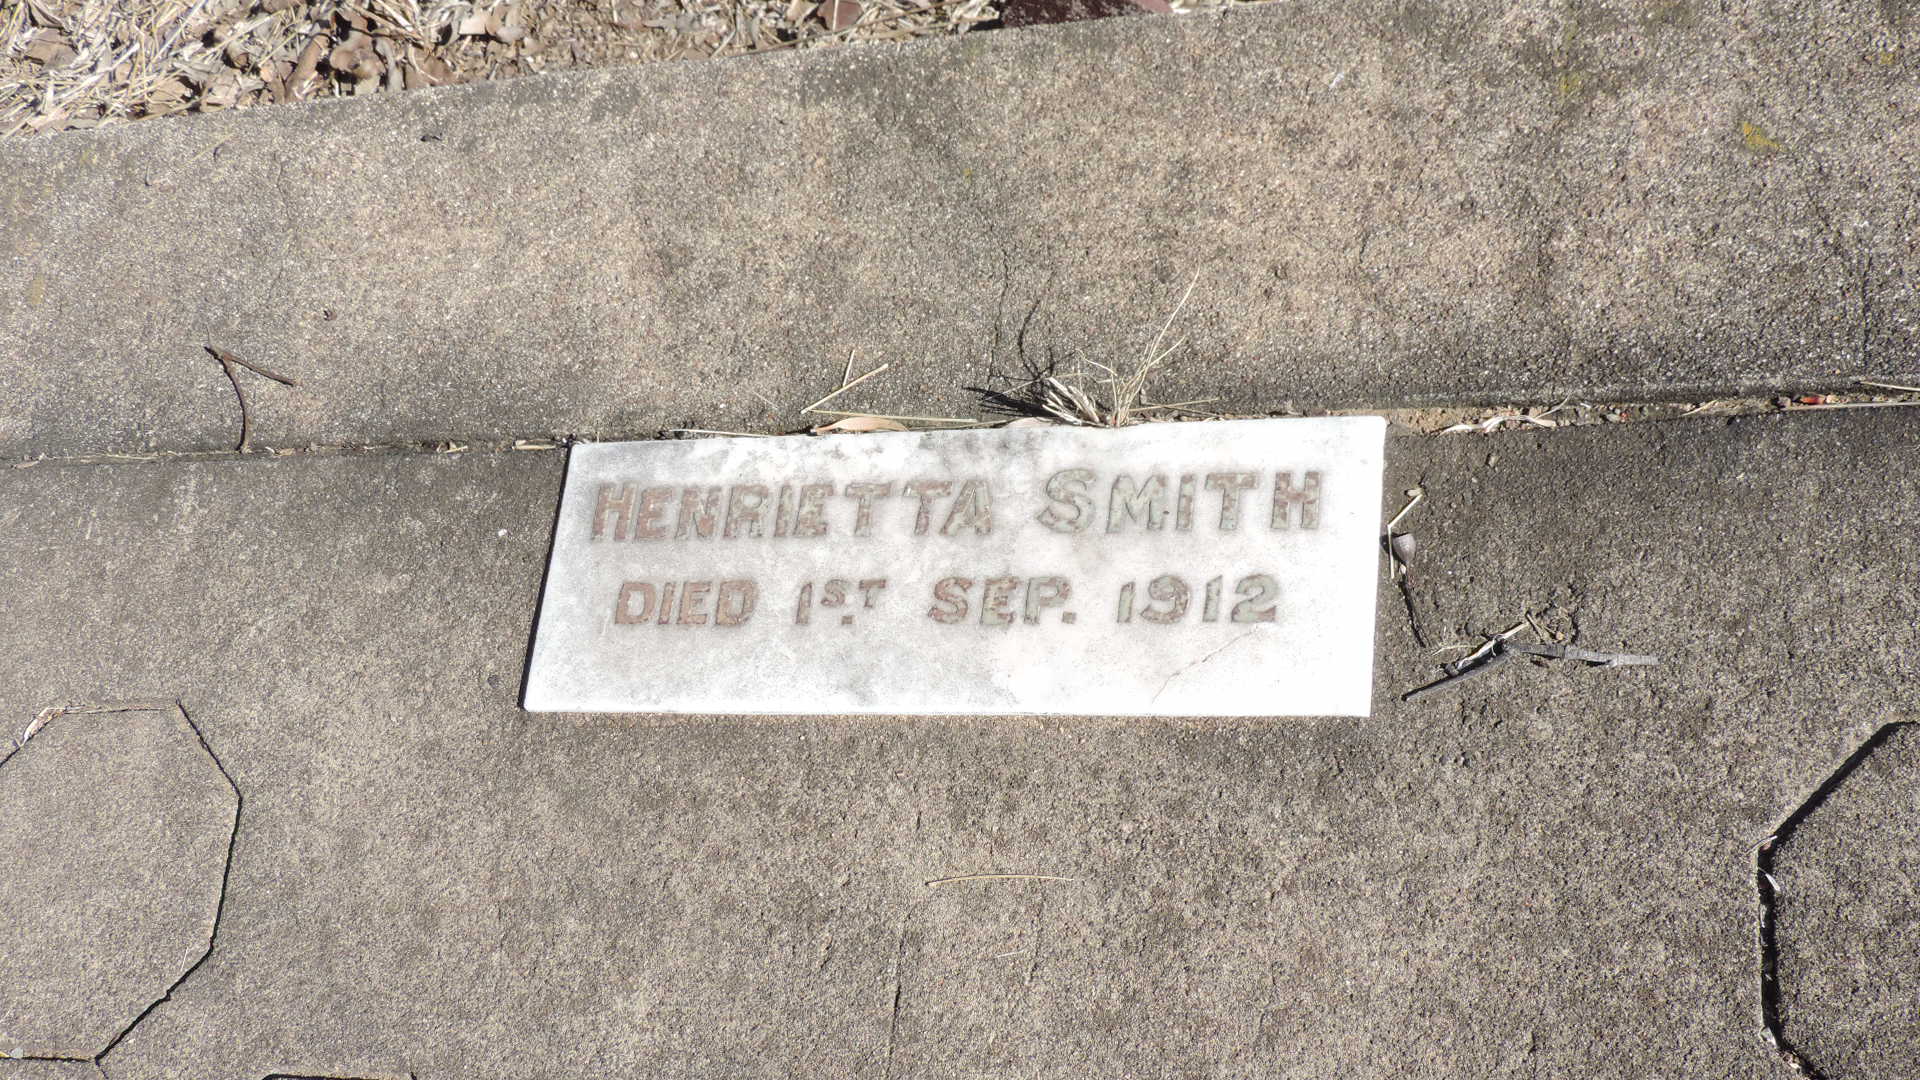 HENRIETTA SMITH
DIED 1ST. SEP. 1912